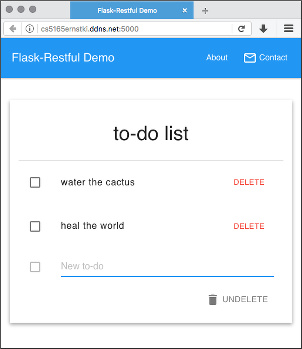 Flask-Restful Demo
cs5165ernstki.ddns.net:5000
Flask-Restful Demo About Contact
to-do list
water the cactus DELETE
heal the world DELETE
New to-do
UNDELETE